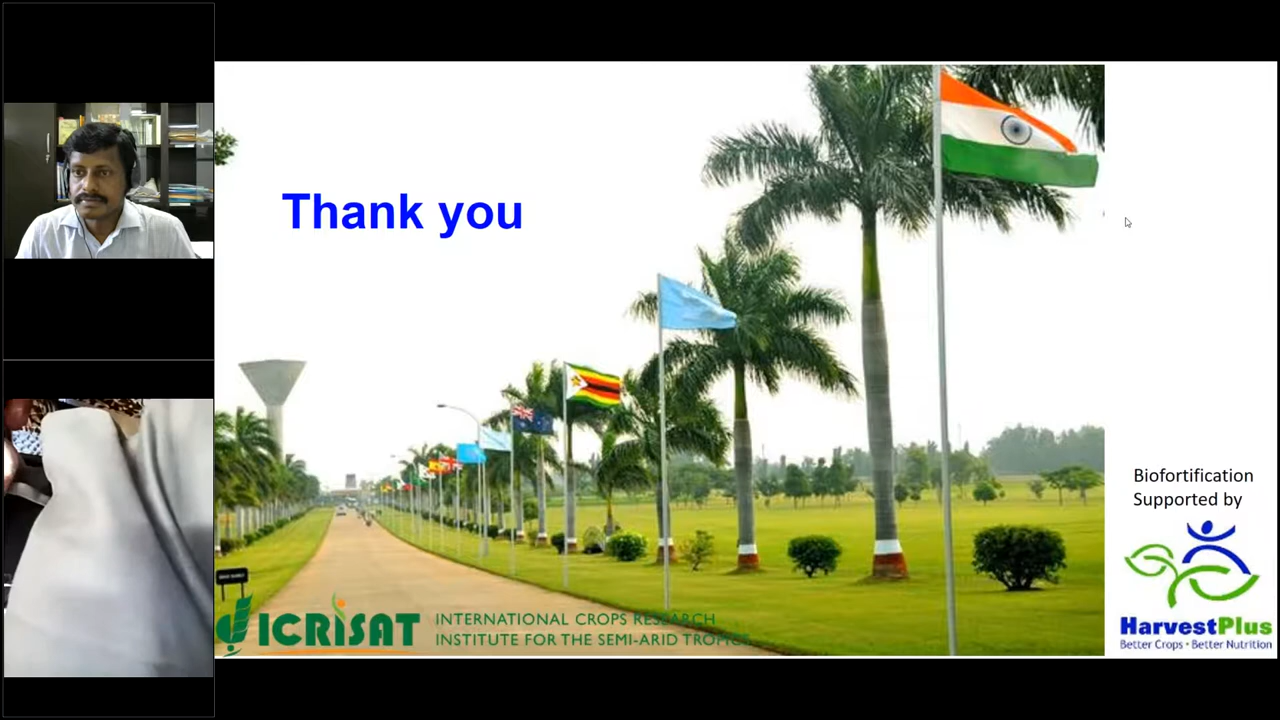 Thank you
Biofortification
Supported by
HarvestPlus
Better Crops • Better Nutrition
ICRISAT
INTERNATIONAL CROPS RESEARCH
INSTITUTE FOR THE SEMI-ARID TROPICS